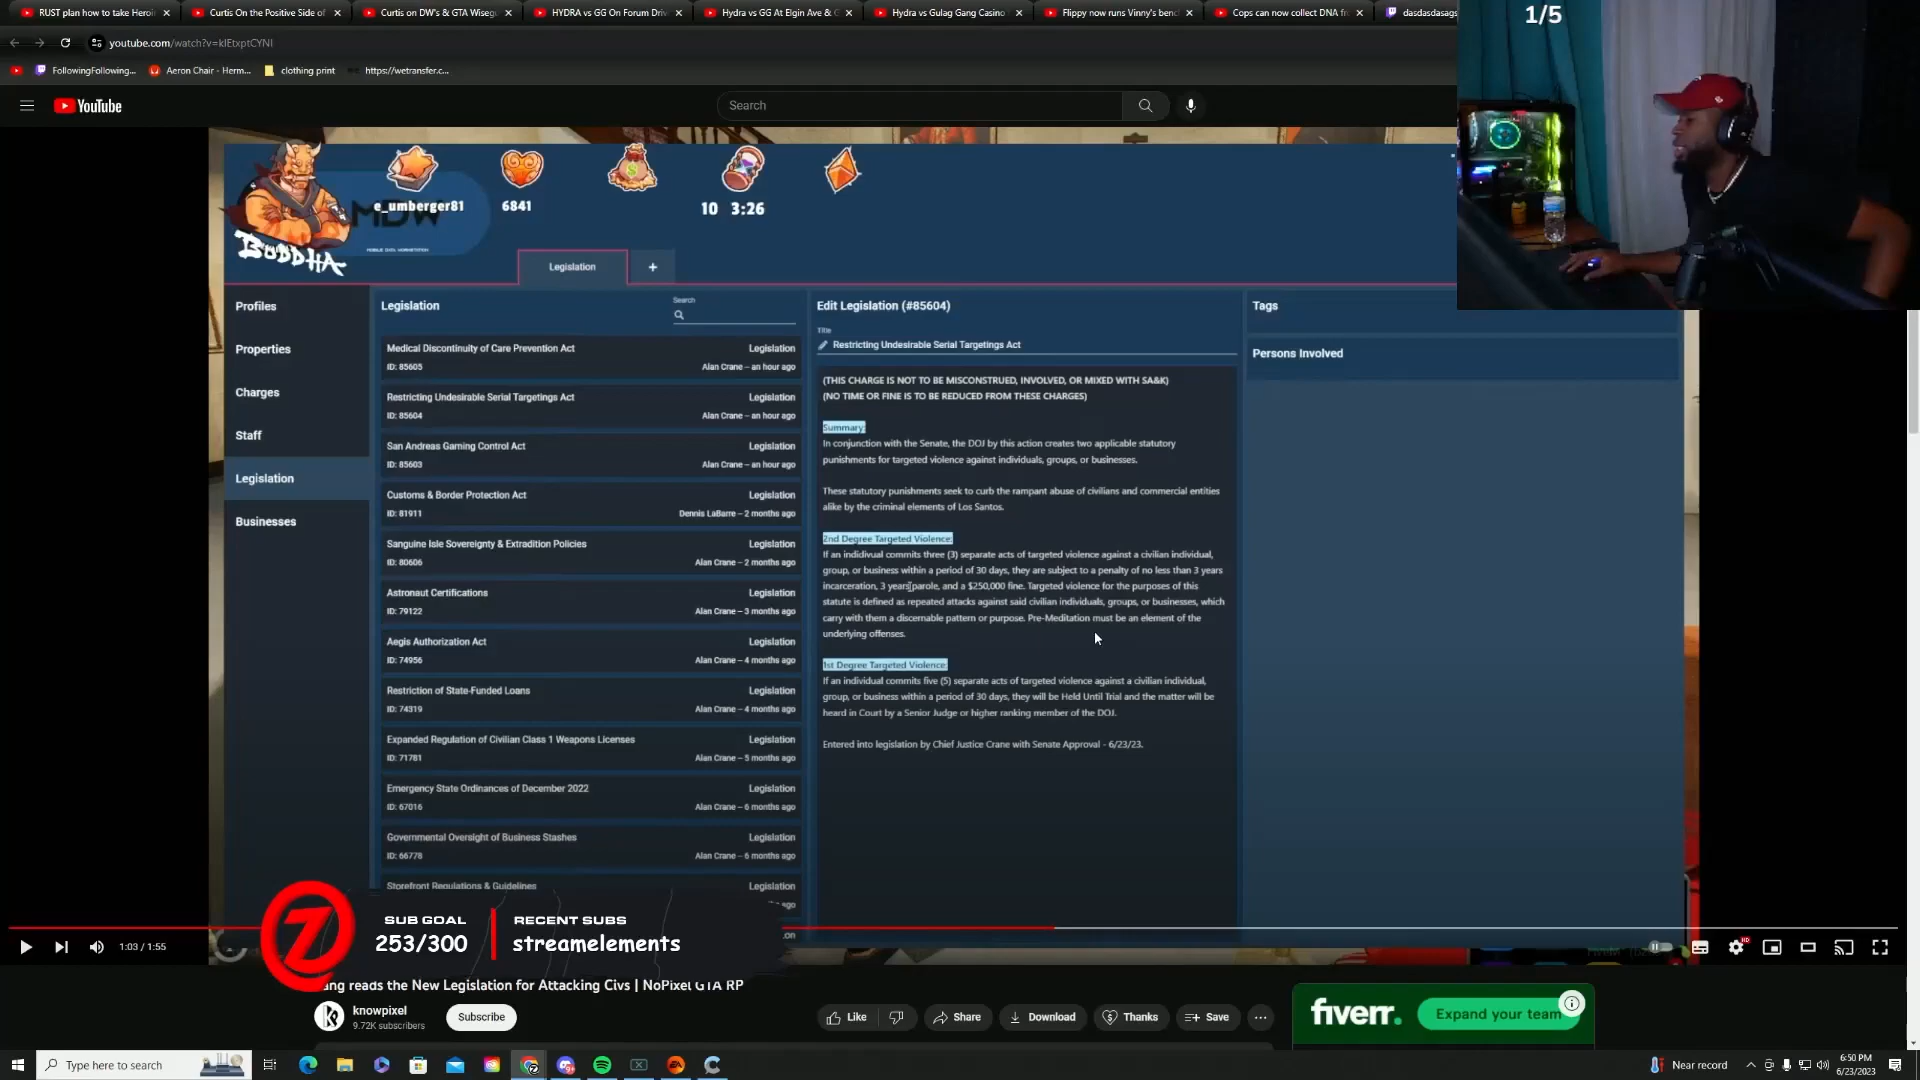 RUST plan how to take Heroi
Curtis On the Positive Side of
Curtis on DW's & GTA Wisegu
HYDRA vs GG On Forum Driv
Hydra vs GG At Elgin Ave & C
Hydra vs Gulag Gang Casino
Flippy now runs Vinny's benc
Cops can now collect DNA fr
dasdasdasags
1/5
youtube.com/watch?v=kIEtxptCYNI
FollowingFollowing...
Aeron Chair - Herm...
clothing print
https://wetransfer.c...
YouTube
Search
e_umberger81
6841
10 3:26
MDW
MOBILE DATA WORKSTATION
BUDDHA
Legislation
+
Profiles
Properties
Charges
Staff
Legislation
Businesses
Legislation
Search
Medical Discontinuity of Care Prevention Act Legislation
ID: 85605 Alan Crane – an hour ago
Restricting Undesirable Serial Targetings Act Legislation
ID: 85604 Alan Crane – an hour ago
San Andreas Gaming Control Act Legislation
ID: 85603 Alan Crane – an hour ago
Customs & Border Protection Act Legislation
ID: 81911 Dennis LaBarre – 2 months ago
Sanguine Isle Sovereignty & Extradition Policies Legislation
ID: 80606 Alan Crane – 2 months ago
Astronaut Certifications Legislation
ID: 79122 Alan Crane – 3 months ago
Aegis Authorization Act Legislation
ID: 74956 Alan Crane – 4 months ago
Restriction of State-Funded Loans Legislation
ID: 74319 Alan Crane – 4 months ago
Expanded Regulation of Civilian Class 1 Weapons Licenses Legislation
ID: 71781 Alan Crane – 5 months ago
Emergency State Ordinances of December 2022 Legislation
ID: 67016 Alan Crane – 6 months ago
Governmental Oversight of Business Stashes Legislation
ID: 66778 Alan Crane – 6 months ago
Storefront Regulations & Guidelines Legislation
Edit Legislation (#85604)
Title
Restricting Undesirable Serial Targetings Act
(THIS CHARGE IS NOT TO BE MISCONSTRUED, INVOLVED, OR MIXED WITH SA&K)
(NO TIME OR FINE IS TO BE REDUCED FROM THESE CHARGES)
Summary:
In conjunction with the Senate, the DOJ by this action creates two applicable statutory
punishments for targeted violence against individuals, groups, or businesses.
These statutory punishments seek to curb the rampant abuse of civilians and commercial entities
alike by the criminal elements of Los Santos.
2nd Degree Targeted Violence:
If an indidivual commits three (3) separate acts of targeted violence against a civilian individual,
group, or business within a period of 30 days, they are subject to a penalty of no less than 3 years
incarceration, 3 years parole, and a $250,000 fine. Targeted violence for the purposes of this
statute is defined as repeated attacks against said civilian individuals, groups, or businesses, which
carry with them a discernable pattern or purpose. Pre-Meditation must be an element of the
underlying offenses.
1st Degree Targeted Violence:
If an individual commits five (5) separate acts of targeted violence against a civilian individual,
group, or business within a period of 30 days, they will be Held Until Trial and the matter will be
heard in Court by a Senior Judge or higher ranking member of the DOJ.
Entered into legislation by Chief Justice Crane with Senate Approval - 6/23/23.
Tags
Persons Involved
SUB GOAL
253/300
RECENT SUBS
streamelements
1:03 / 1:55
HD
ang reads the New Legislation for Attacking Civs | NoPixel GTA RP
knowpixel
9.72K subscribers
Subscribe
Like
Share
Download
Thanks
Save
fiverr.
Expand your team
Type here to search
Near record
6:50 PM
6/23/2023